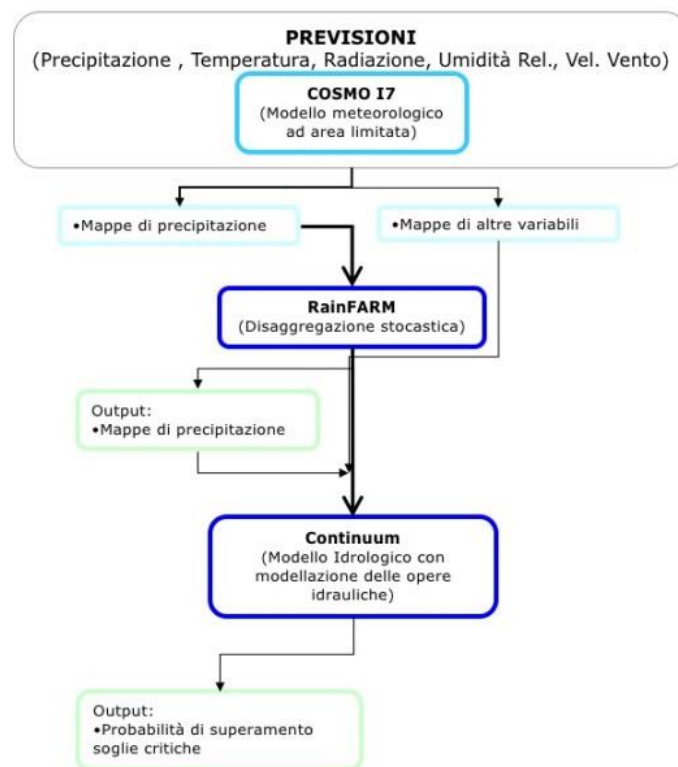 PREVISIONI
(Precipitazione , Temperatura, Radiazione, Umidità Rel., Vel. Vento)
COSMO I7
(Modello meteorologico
ad area limitata)
•Mappe di precipitazione
•Mappe di altre variabili
RainFARM
(Disaggregazione stocastica)
Output:
•Mappe di precipitazione
Continuum
(Modello Idrologico con
modellazione delle opere
idrauliche)
Output:
•Probabilità di superamento
soglie critiche